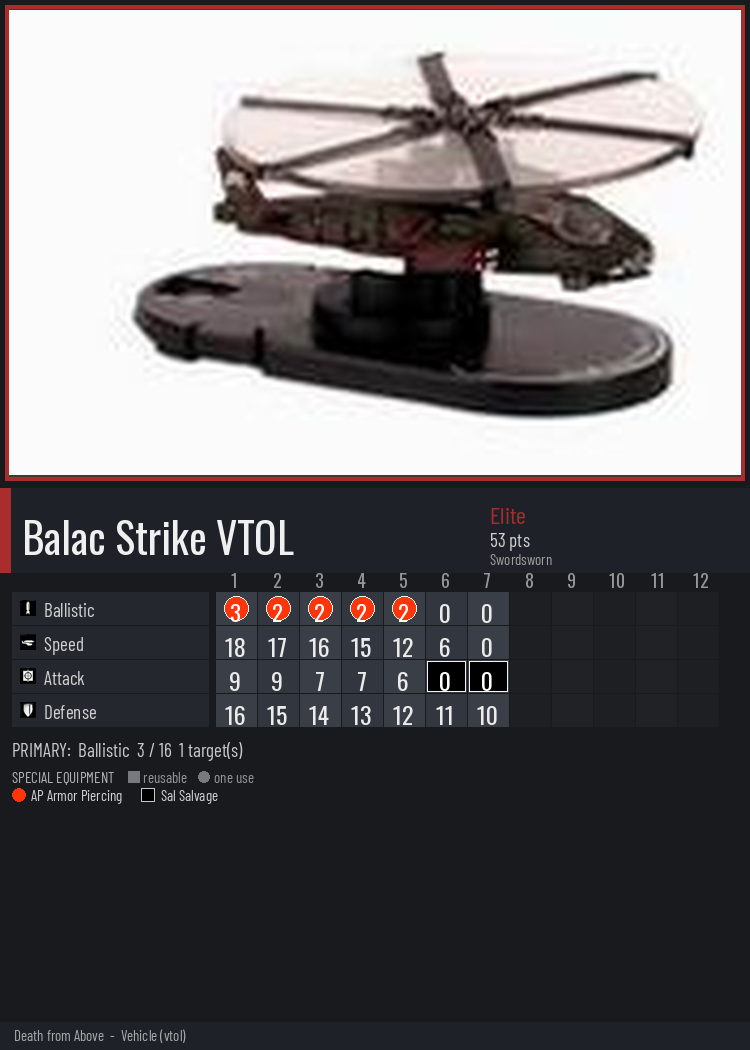 Balac Strike VTOL
Elite
53 pts
Swordsworn
1 2 3 4 5 6 7 8 9 10 11 12
Ballistic 3 2 2 2 2 0 0
Speed 18 17 16 15 12 6 0
Attack 9 9 7 7 6 0 0
Defense 16 15 14 13 12 11 10
PRIMARY: Ballistic 3 / 16 1 target(s)
SPECIAL EQUIPMENT reusable one use
AP Armor Piercing Sal Salvage
Death from Above - Vehicle (vtol)